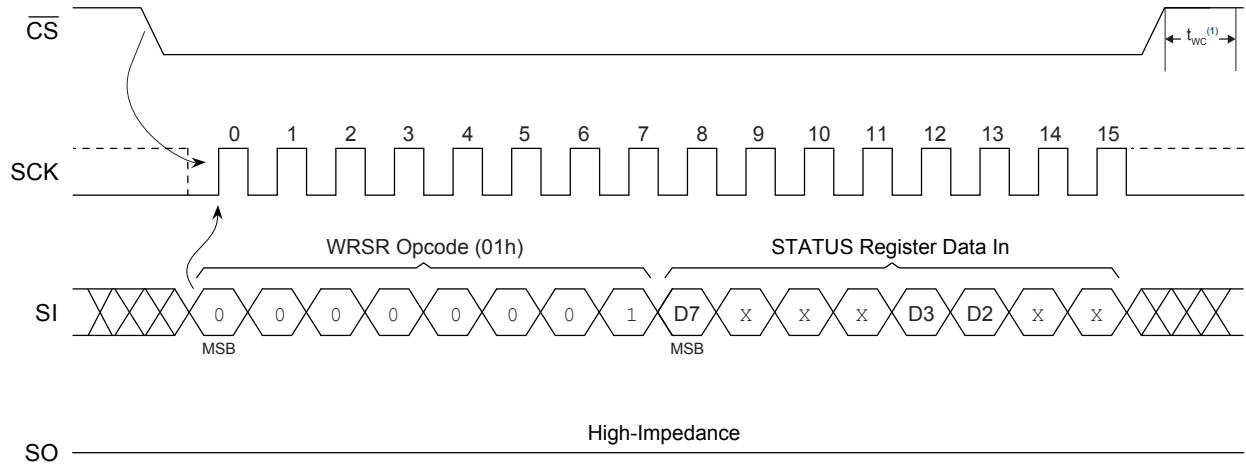 CS
tWC(1)
0 1 2 3 4 5 6 7 8 9 10 11 12 13 14 15
SCK
WRSR Opcode (01h) STATUS Register Data In
SI 0 0 0 0 0 0 0 1 D7 X X X D3 D2 X X
MSB MSB
High-Impedance
SO